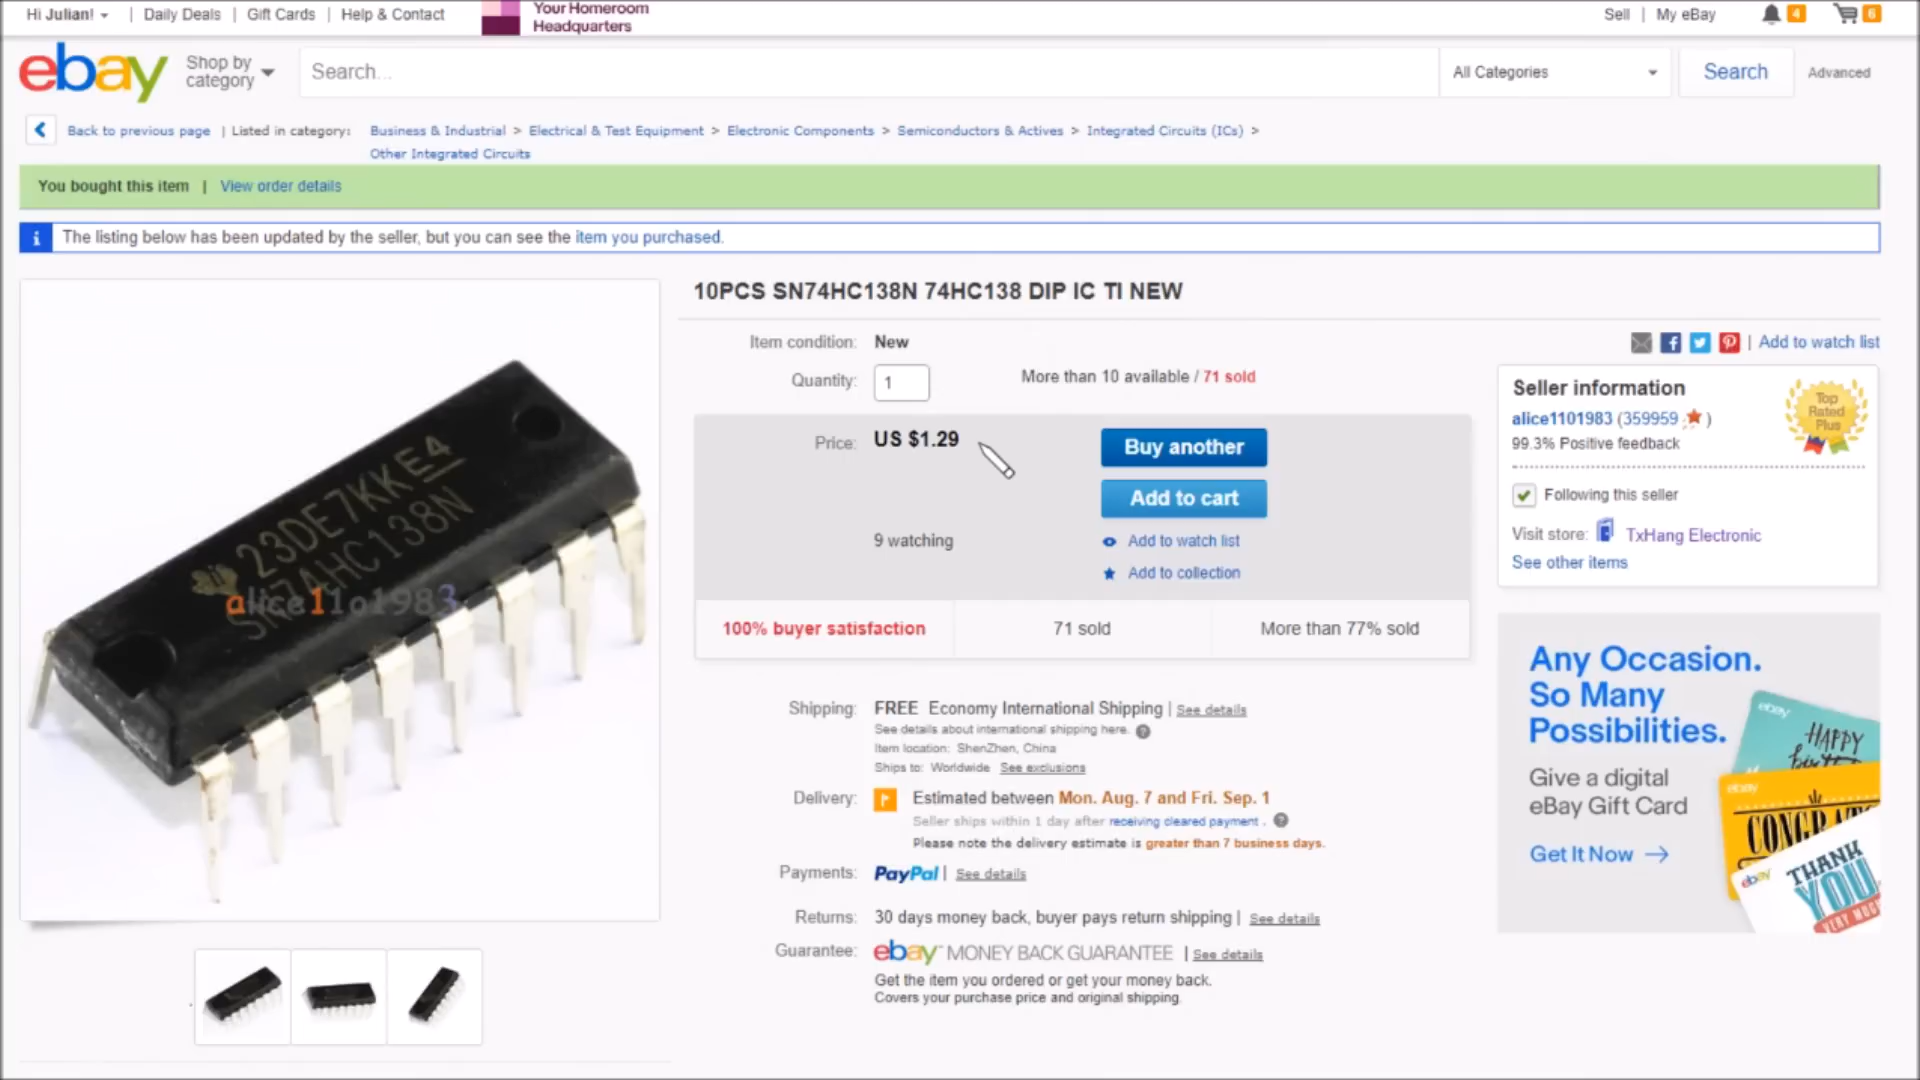 Hi Julian!
Daily Deals
Gift Cards
Help & Contact
Your Homeroom
Headquarters
Sell
My eBay
4
6
ebay
Shop by
category
Search...
All Categories
Search
Advanced
Back to previous page | Listed in category:
Business & Industrial > Electrical & Test Equipment > Electronic Components > Semiconductors & Actives > Integrated Circuits (ICs) >
Other Integrated Circuits
You bought this item | View order details
i The listing below has been updated by the seller, but you can see the item you purchased.
23DE7KKE4
SN74HC138N
alice11o1983
10PCS SN74HC138N 74HC138 DIP IC TI NEW
Item condition: New
Quantity: 1
More than 10 available / 71 sold
Price: US $1.29
Buy another
Add to cart
9 watching
Add to watch list
Add to collection
100% buyer satisfaction
71 sold
More than 77% sold
Shipping: FREE Economy International Shipping | See details
See details about international shipping here. ?
Item location: ShenZhen, China
Ships to: Worldwide See exclusions
Delivery: Estimated between Mon. Aug. 7 and Fri. Sep. 1
Seller ships within 1 day after receiving cleared payment . ?
Please note the delivery estimate is greater than 7 business days.
Payments: PayPal | See details
Returns: 30 days money back, buyer pays return shipping | See details
Guarantee: ebay MONEY BACK GUARANTEE | See details
Get the item you ordered or get your money back.
Covers your purchase price and original shipping.
| Add to watch list
Seller information
alice1101983 (359959 )
99.3% Positive feedback
Top
Rated
Plus
Following this seller
Visit store: TxHang Electronic
See other items
Any Occasion.
So Many
Possibilities.
Give a digital
eBay Gift Card
Get It Now →
ebay
HAPPY
ebay
ebay
THANK
YOU